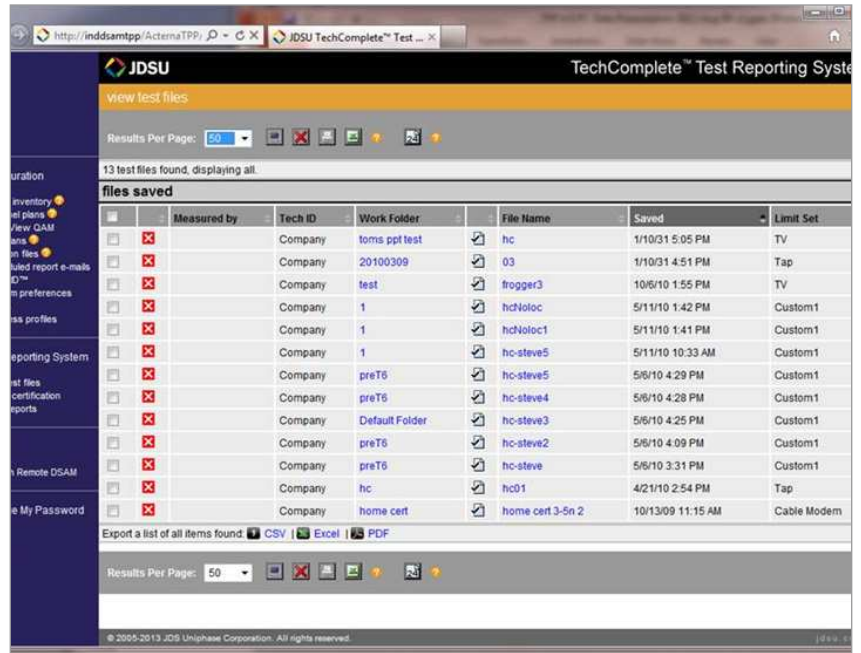 http://inddsamtpp/ActernaTPP/
JDSU TechComplete™ Test ...
JDSU
TechComplete™ Test Reporting Syste
view test files
Results Per Page: 50
13 test files found, displaying all.
files saved
Measured by Tech ID Work Folder File Name Saved Limit Set
Company toms ppt test hc 1/10/31 5:05 PM TV
Company 20100309 03 1/10/31 4:51 PM Tap
Company test frogger3 10/6/10 1:55 PM TV
Company 1 hcNoloc 5/11/10 1:42 PM Custom1
Company 1 hcNoloc1 5/11/10 1:41 PM Custom1
Company 1 hc-steve5 5/11/10 10:33 AM Custom1
Company preT6 hc-steve5 5/6/10 4:29 PM Custom1
Company preT6 hc-steve4 5/6/10 4:28 PM Custom1
Company Default Folder hc-steve3 5/6/10 4:25 PM Custom1
Company preT6 hc-steve2 5/6/10 4:09 PM Custom1
Company preT6 hc-steve 5/6/10 3:31 PM Custom1
Company hc hc01 4/21/10 2:54 PM Tap
Company home cert home cert 3-5n 2 10/13/09 11:15 AM Cable Modem
Export a list of all items found: CSV | Excel | PDF
Results Per Page: 50
© 2005-2013 JDS Uniphase Corporation. All rights reserved.
jdsu.c
uration
inventory
el plans
View QAM
ans
on files
duled report e-mails
ID™
m preferences
ss profiles
eporting System
est files
certification
eports
n Remote DSAM
e My Password